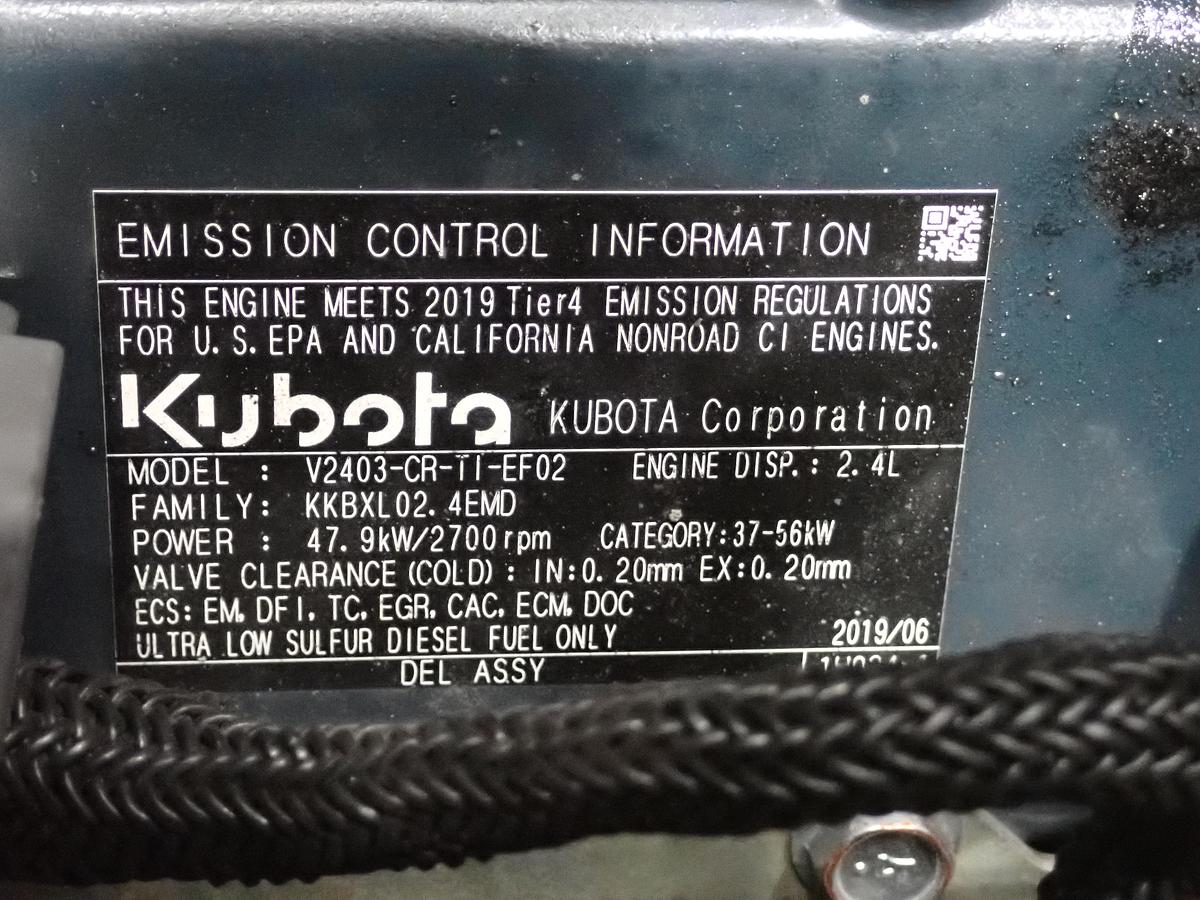 EMISSION CONTROL INFORMATION
THIS ENGINE MEETS 2019 Tier4 EMISSION REGULATIONS
FOR U.S.EPA AND CALIFORNIA NONROAD CI ENGINES.
Kubota KUBOTA Corporation
MODEL : V2403-CR-TI-EF02 ENGINE DISP. : 2.4L
FAMILY: KKBXL02.4EMD
POWER : 47.9kW/2700rpm CATEGORY:37-56kW
VALVE CLEARANCE (COLD) : IN:0.20mm EX:0.20mm
ECS: EM, DFI, TC, EGR, CAC, ECM, DOC
ULTRA LOW SULFUR DIESEL FUEL ONLY 2019/06
DEL ASSY